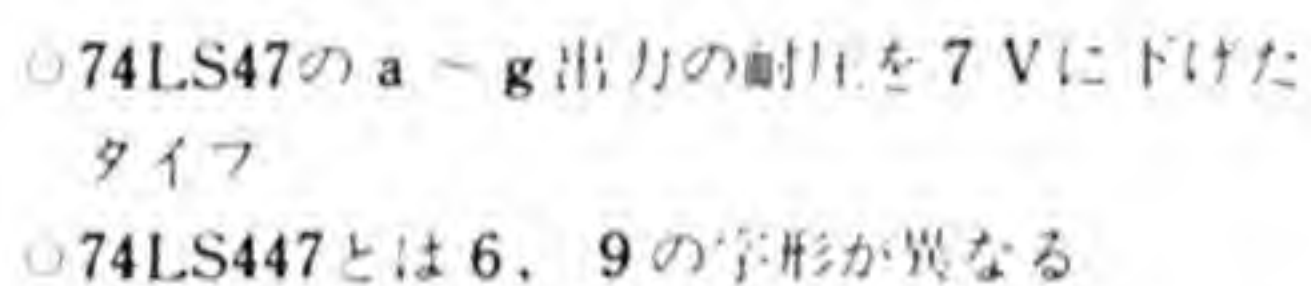 ○74LS47の a ~ g 出力の耐圧を 7 Vに下げた
タイプ
○74LS447とは 6, 9 の字形が異なる